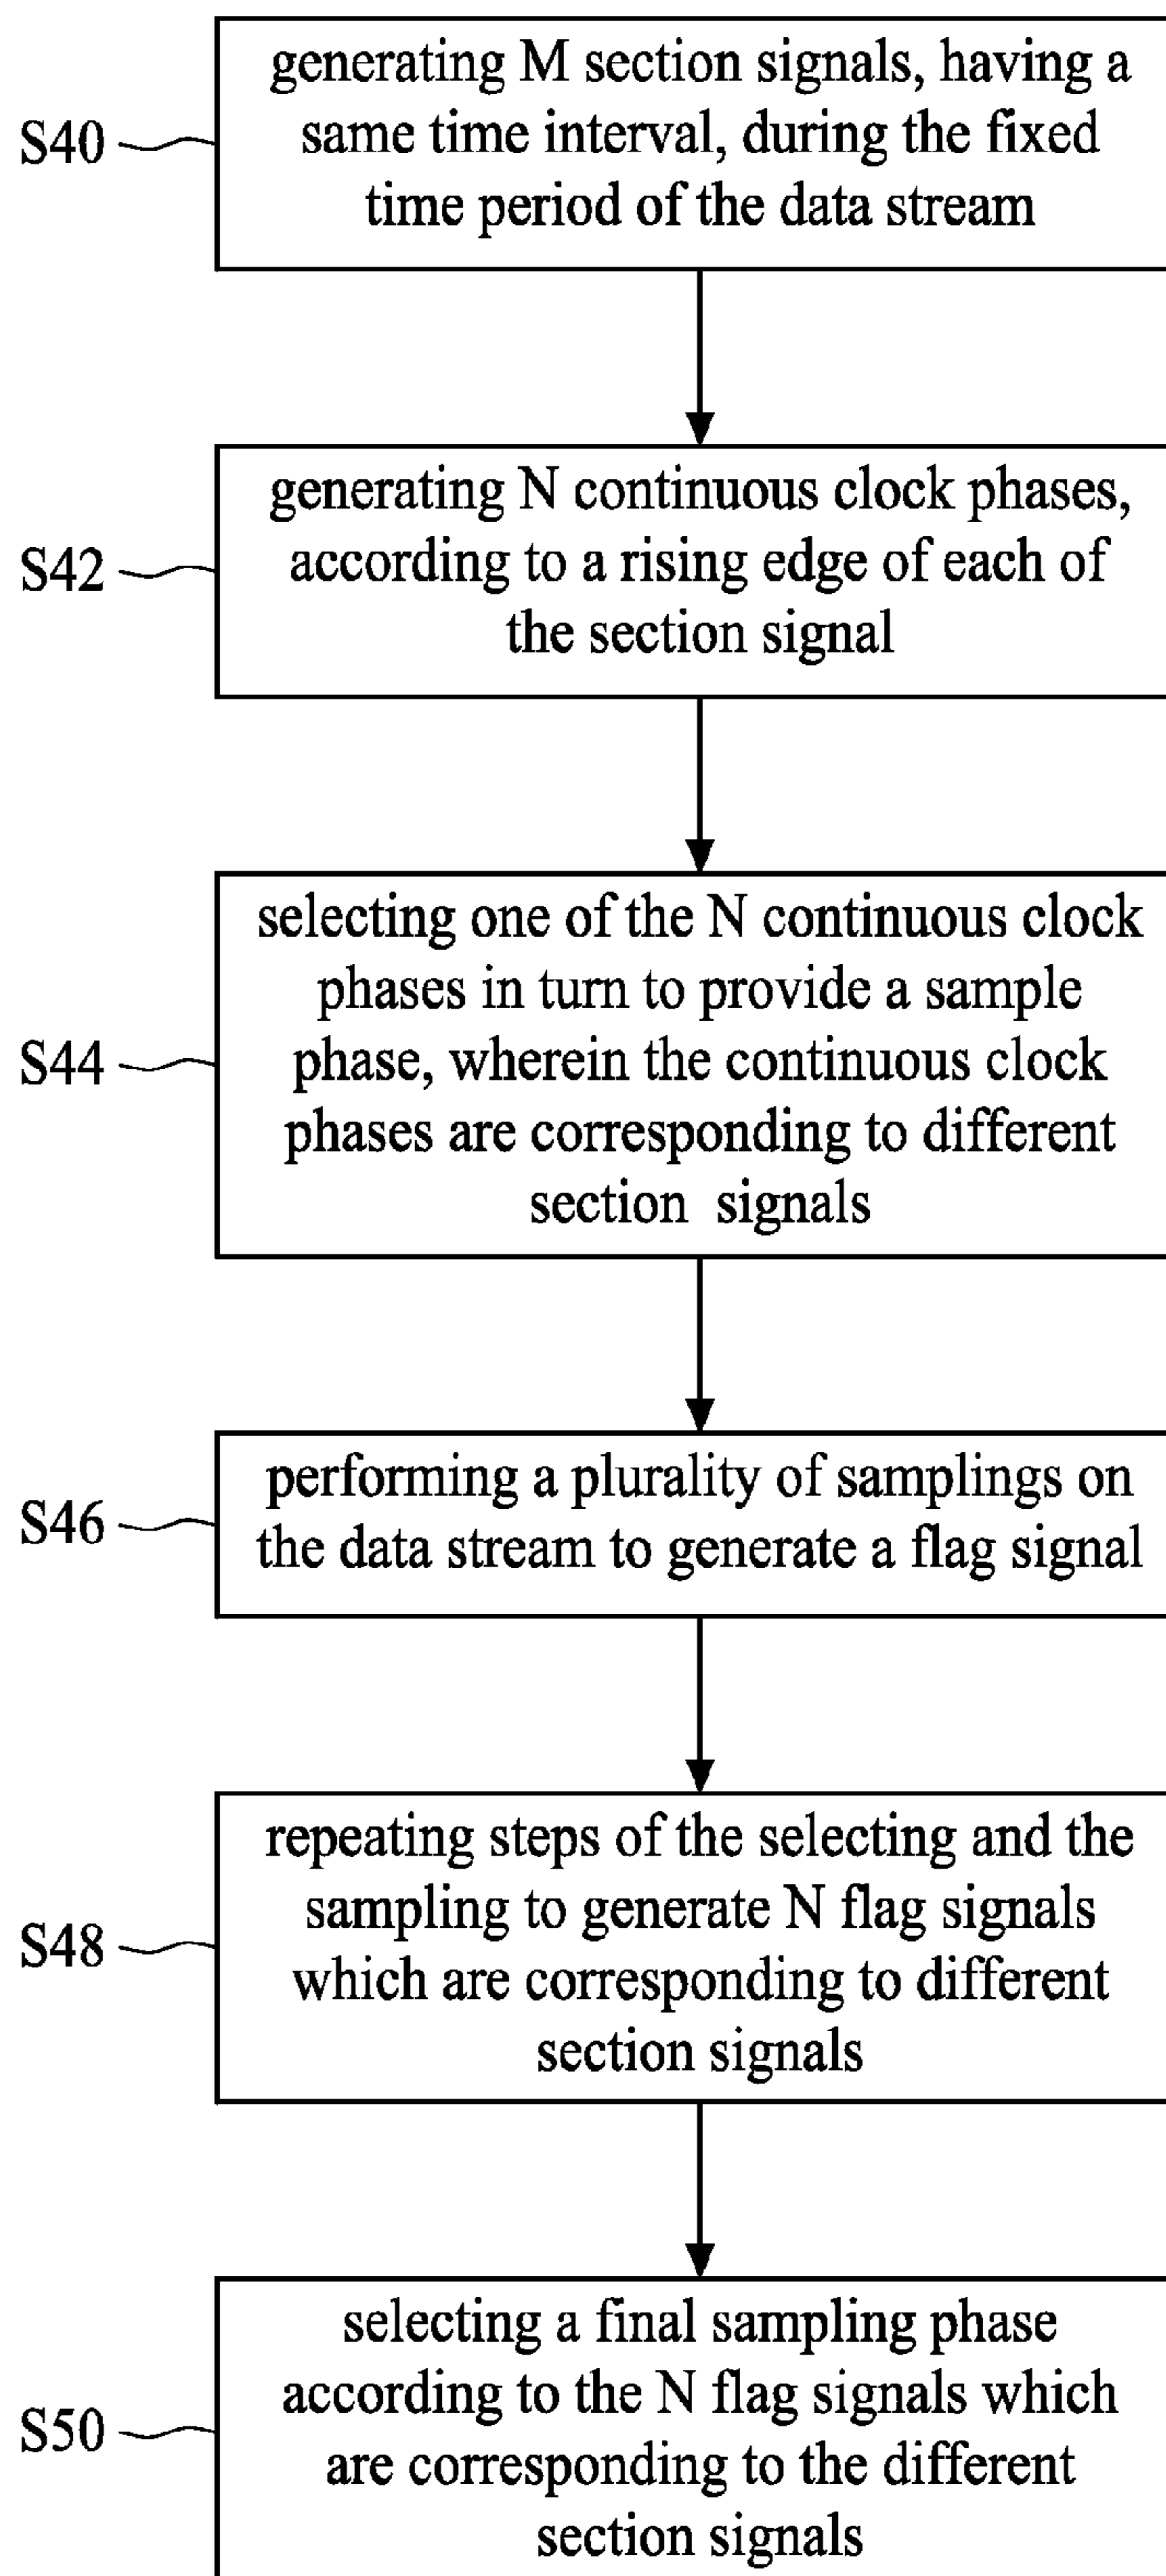 generating M section signals, having a
S40
same time interval, during the fixed
time period of the data stream
generating N continuous clock phases,
S42
according to a rising edge of each of
the section signal
selecting one of the N continuous clock
phases in turn to provide a sample
S44
phase, wherein the continuous clock
phases are corresponding to different
section signals
performing a plurality of samplings on
S46
the data stream to generate a flag signal
repeating steps of the selecting and the
sampling to generate N flag signals
S48
which are corresponding to different
section signals
selecting a final sampling phase
according to the N flag signals which
S50
are corresponding to the different
section signals